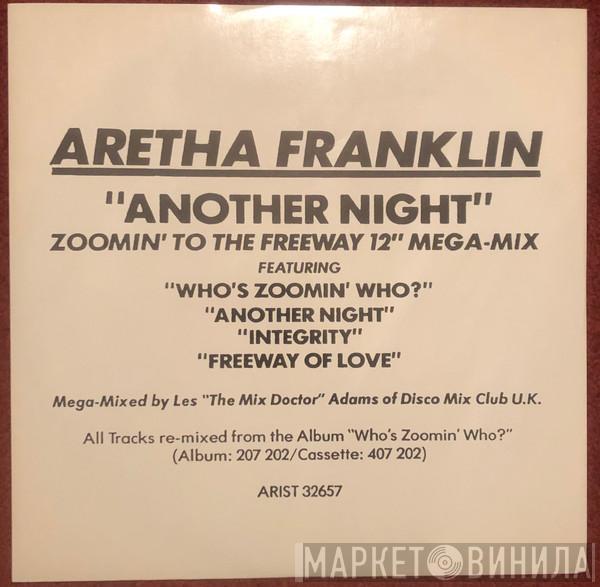 ARETHA FRANKLIN
"ANOTHER NIGHT"
ZOOMIN' TO THE FREEWAY 12" MEGA-MIX
FEATURING
"WHO'S ZOOMIN' WHO?"
"ANOTHER NIGHT"
"INTEGRITY"
"FREEWAY OF LOVE"
Mega-Mixed by Les "The Mix Doctor" Adams of Disco Mix Club U.K.
All Tracks re-mixed from the Album "Who's Zoomin' Who?"
(Album: 207 202/Cassette: 407 202)
ARIST 32657
МАРКЕТ ВИНИЛА